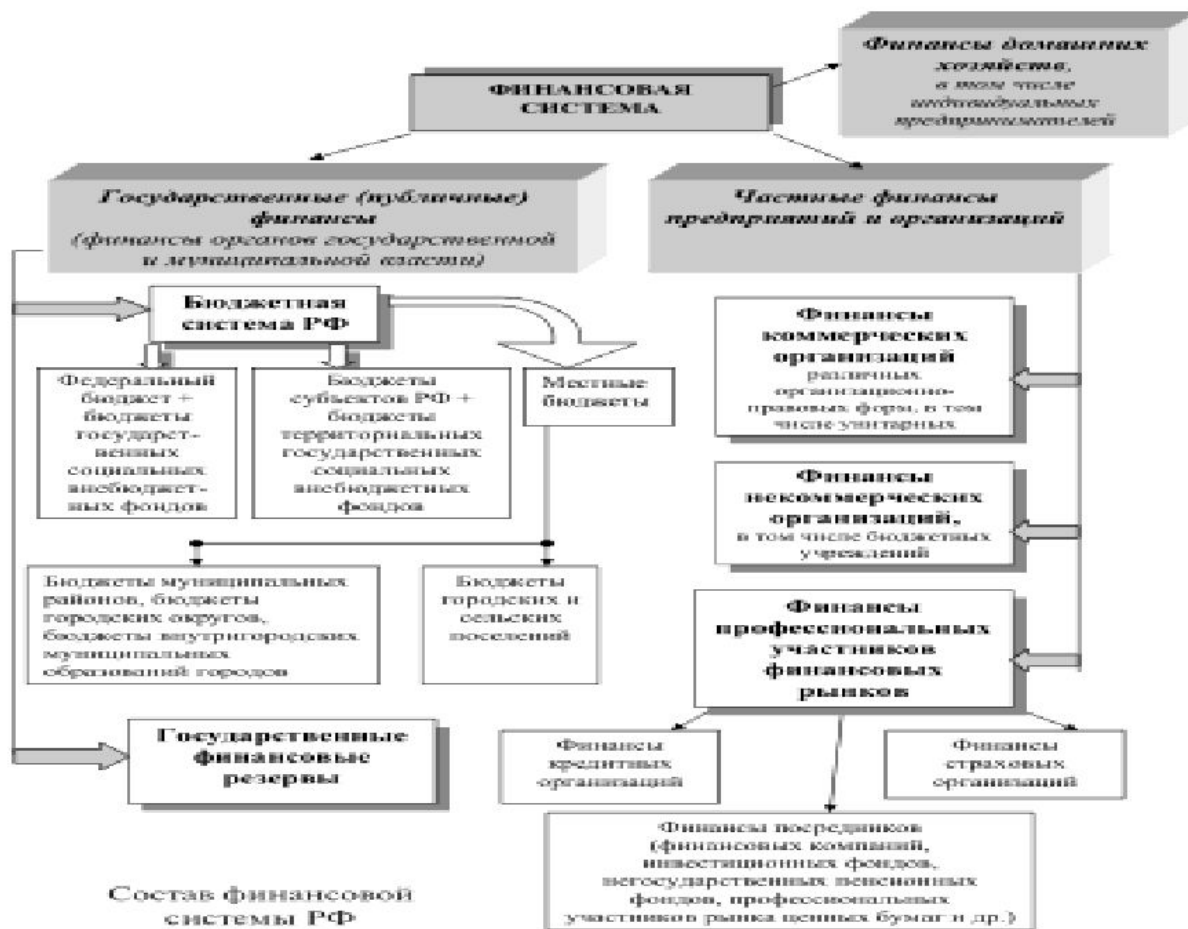 ФИНАНСОВАЯ
СИСТЕМА
Финансы домашних
хозяйств,
в том числе
индивидуальных
предпринимателей
Государственные (публичные)
финансы
(финансы органов государственной
и муниципальной власти)
Частные финансы
предприятий и организаций
Бюджетная
система РФ
Федеральный
бюджет + бюджеты
государст-
венных
социальных
внебюджет-
ных фондов
Бюджеты
субъектов РФ +
бюджеты
территориальных
государственных
социальных
внебюджетных
фондов
Местные
бюджеты
Бюджеты муниципальных
районов, бюджеты
городских округов,
бюджеты внутригородских
муниципальных
образований городов
Бюджеты
городских и
сельских
поселений
Государственные
финансовые
резервы
Финансы
коммерческих
организаций
различных
организационно-
правовых форм, в том
числе унитарных
Финансы
некоммерческих
организаций,
в том числе бюджетных
учреждений
Финансы
профессиональных
участников
финансовых
рынков
Финансы
кредитных
организаций
Финансы
страховых
организаций
Финансы посредников
(финансовых компаний,
инвестиционных фондов,
негосударственных пенсионных
фондов, профессиональных
участников рынка ценных бумаг и др.)
Состав финансовой
системы РФ